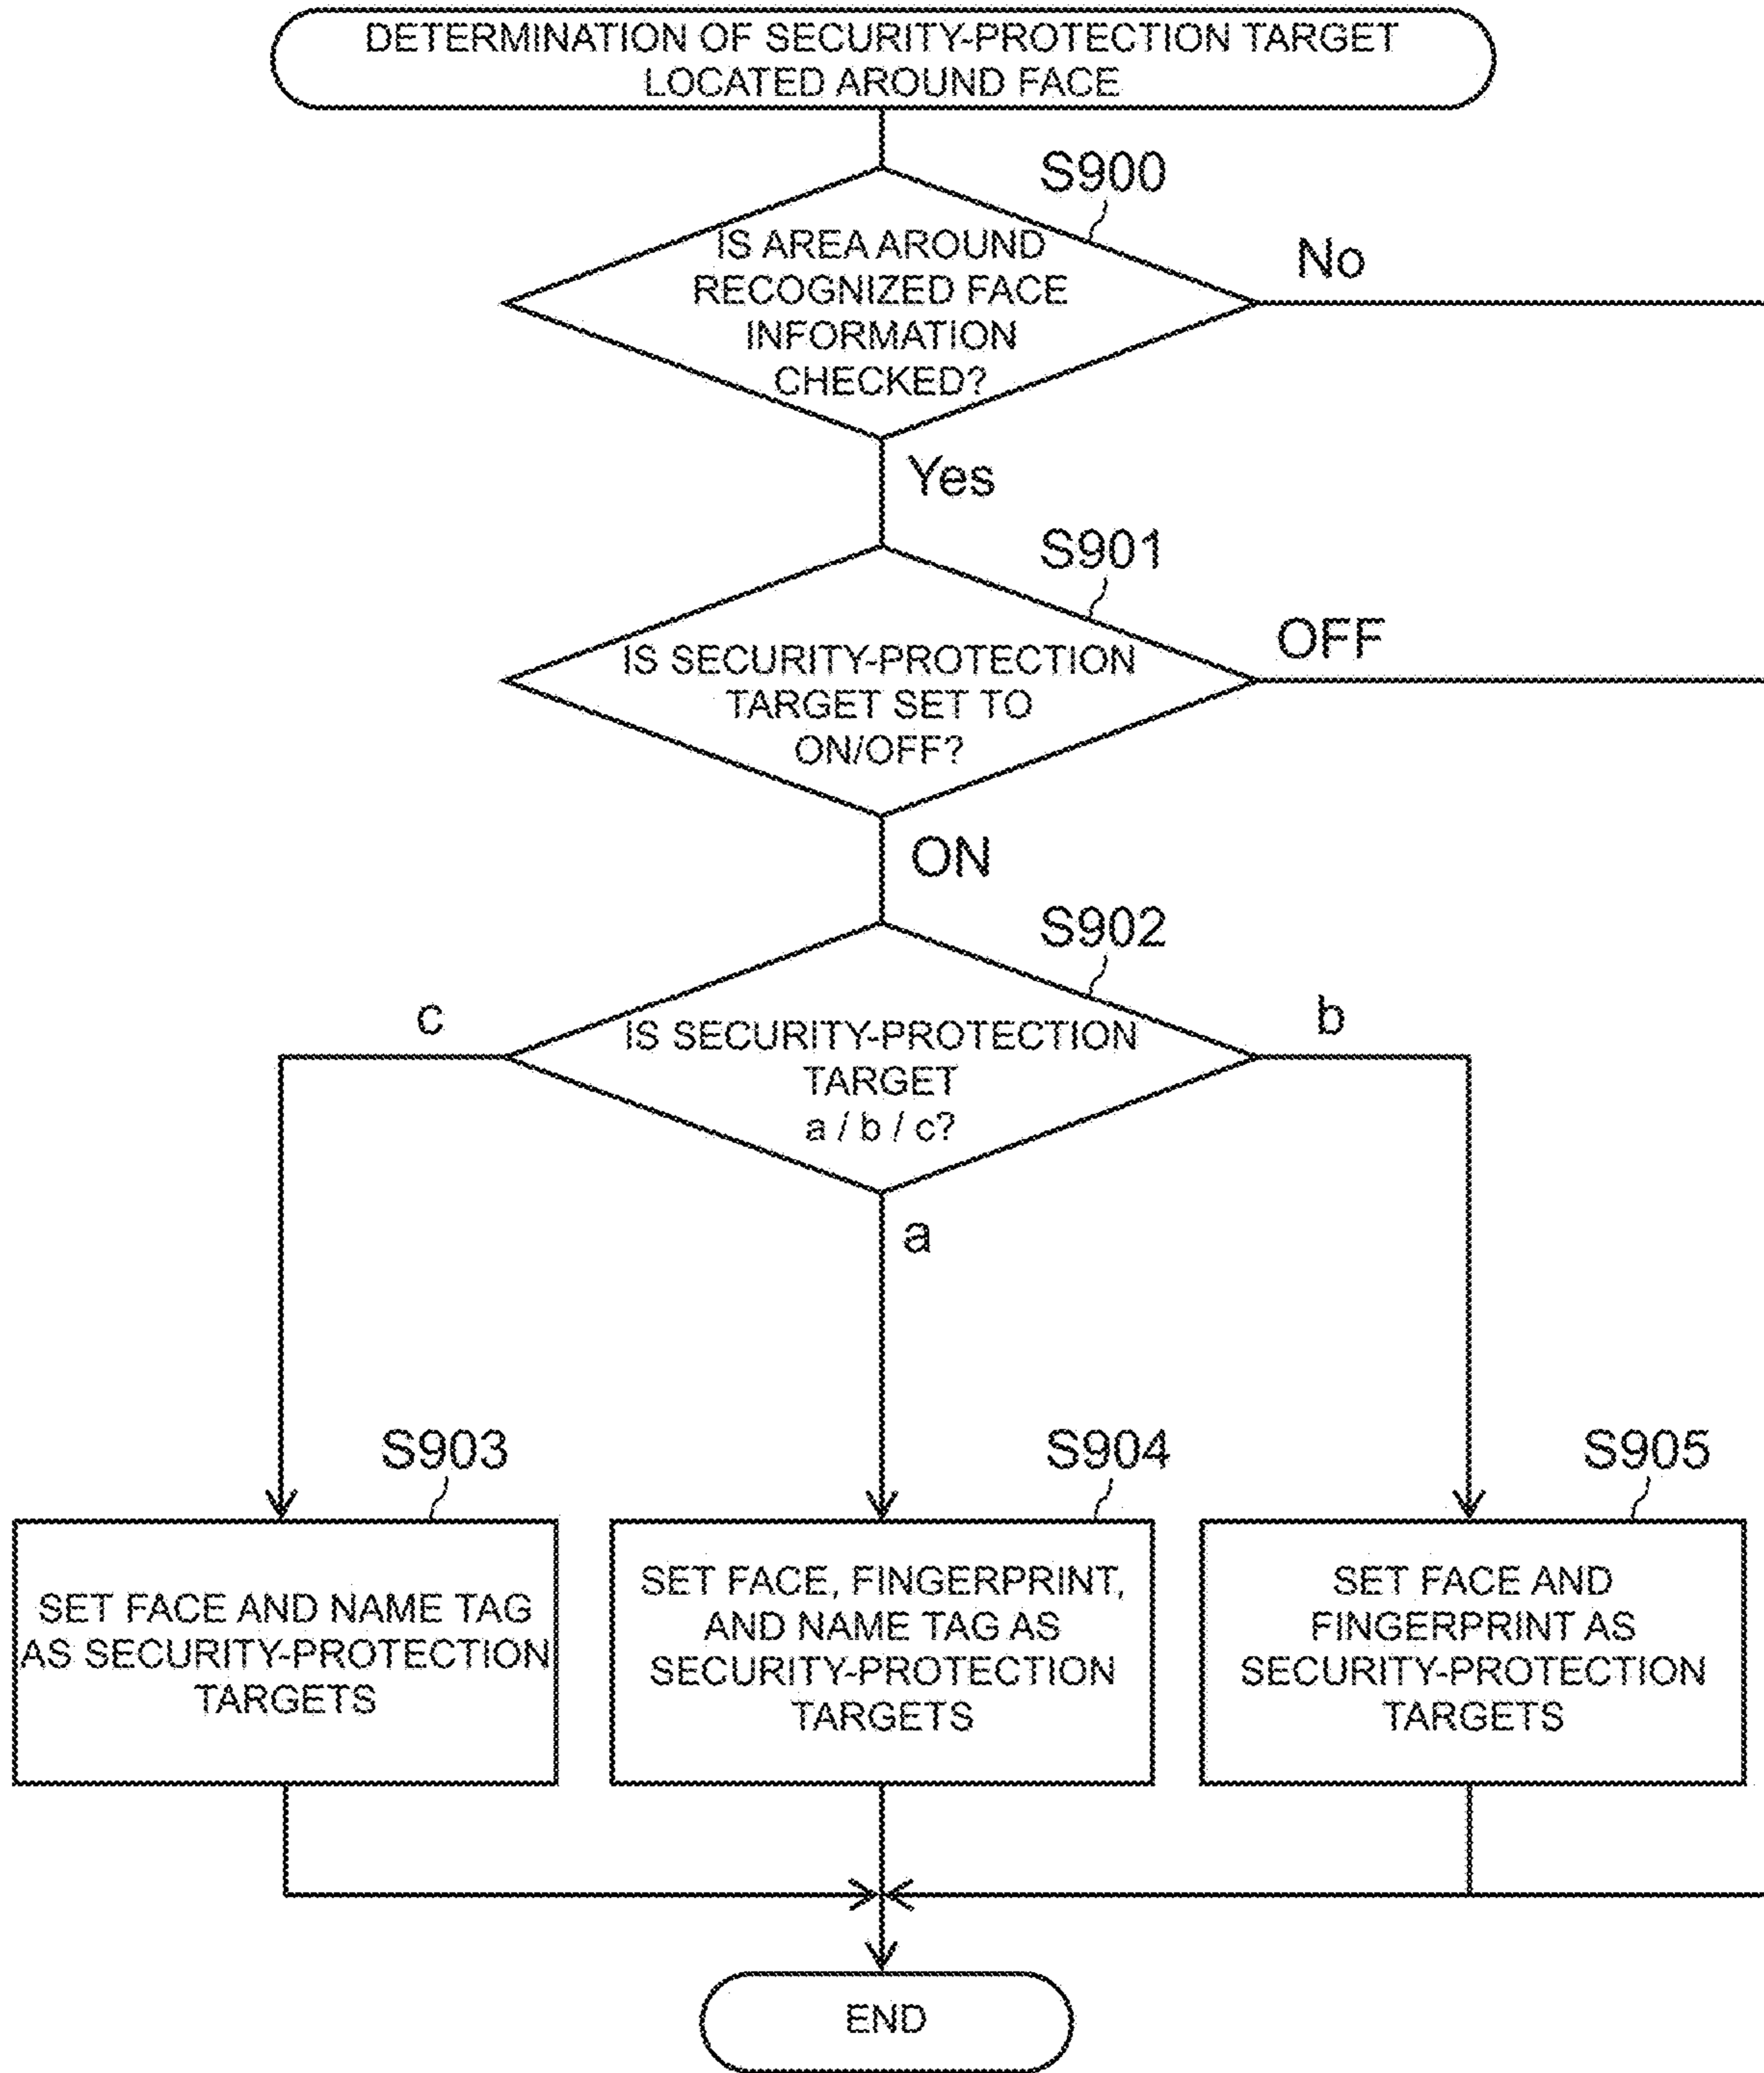 DETERMINATION OF SECURITY-PROTECTION TARGET
LOCATED AROUND FACE
S900
IS AREA AROUND
RECOGNIZED FACE
INFORMATION
CHECKED?
No
Yes
S901
IS SECURITY-PROTECTION
TARGET SET TO
ON/OFF?
OFF
ON
S902
IS SECURITY-PROTECTION
TARGET
a / b / c?
c
b
a
S903
SET FACE AND NAME TAG
AS SECURITY-PROTECTION
TARGETS
S904
SET FACE, FINGERPRINT,
AND NAME TAG AS
SECURITY-PROTECTION
TARGETS
S905
SET FACE AND
FINGERPRINT AS
SECURITY-PROTECTION
TARGETS
END